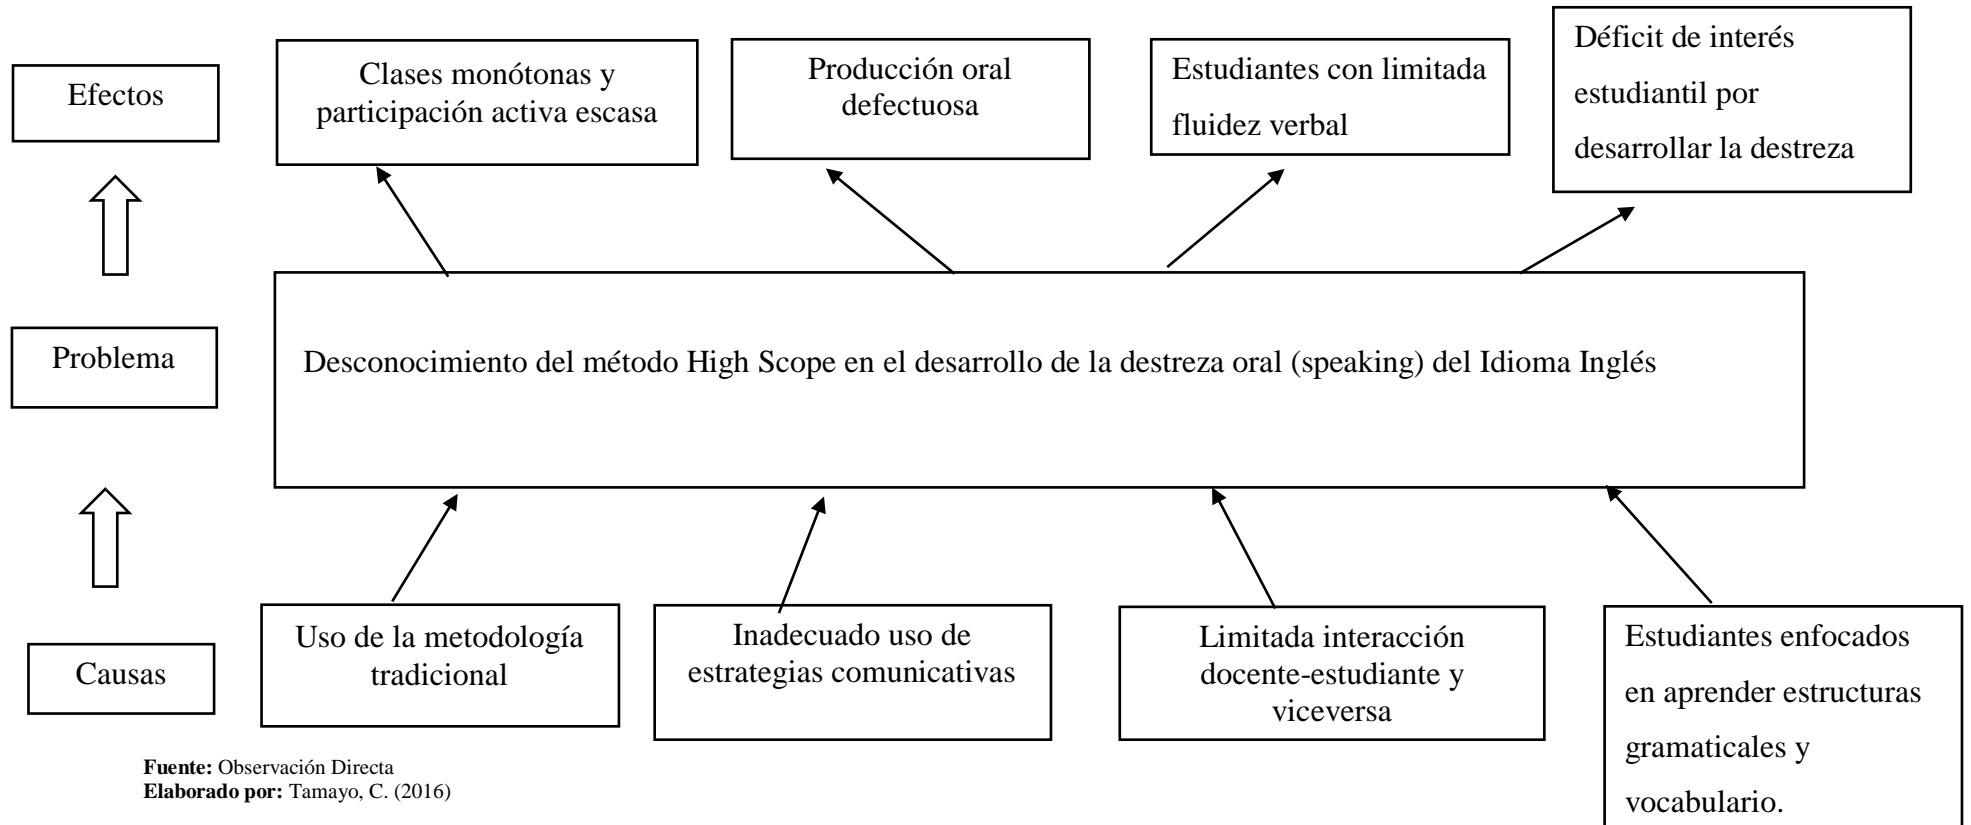 Efectos
Clases monótonas y
participación activa escasa
Producción oral
defectuosa
Estudiantes con limitada
fluidez verbal
Déficit de interés
estudiantil por
desarrollar la destreza
Problema
Desconocimiento del método High Scope en el desarrollo de la destreza oral (speaking) del Idioma Inglés
Causas
Uso de la metodología
tradicional
Inadecuado uso de
estrategias comunicativas
Limitada interacción
docente-estudiante y
viceversa
Estudiantes enfocados
en aprender estructuras
gramaticales y
vocabulario.
Fuente: Observación Directa
Elaborado por: Tamayo, C. (2016)